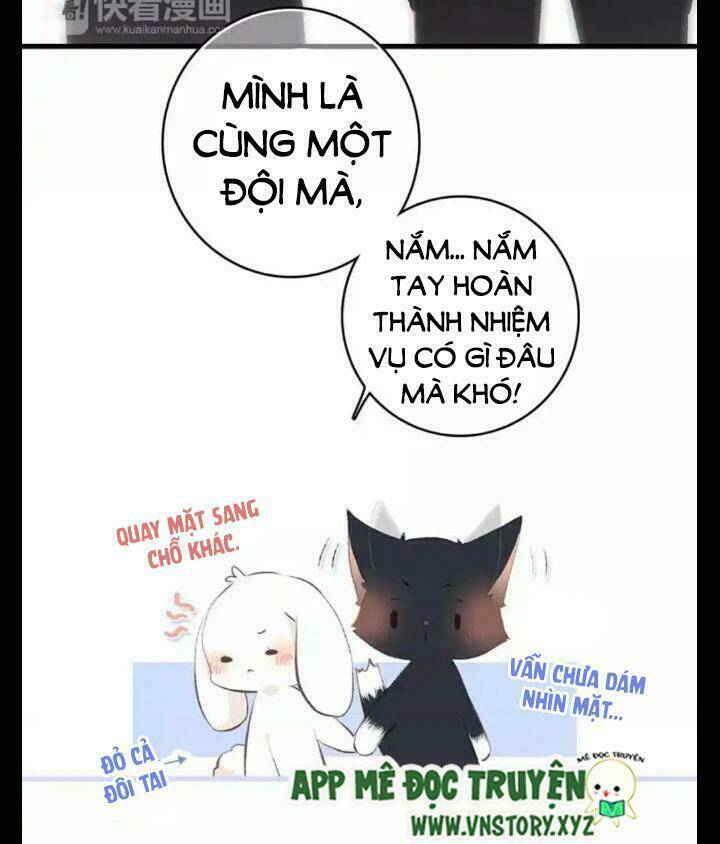 快看漫画
www.kuaikanmanhua.com
MÌNH LÀ
CÙNG MỘT
ĐỘI MÀ,
NẮM... NẮM
TAY HOÀN
THÀNH NHIỆM
VỤ CÓ GÌ ĐÂU
MÀ KHÓ!
QUAY MẶT SANG
CHỖ KHÁC.
VẪN CHƯA DÁM
NHÌN MẶT...
ĐỎ CẢ
ĐÔI TAI
MÊ ĐỌC TRUYỆN
APP MÊ ĐỌC TRUYỆN
WWW.VNSTORY.XYZ